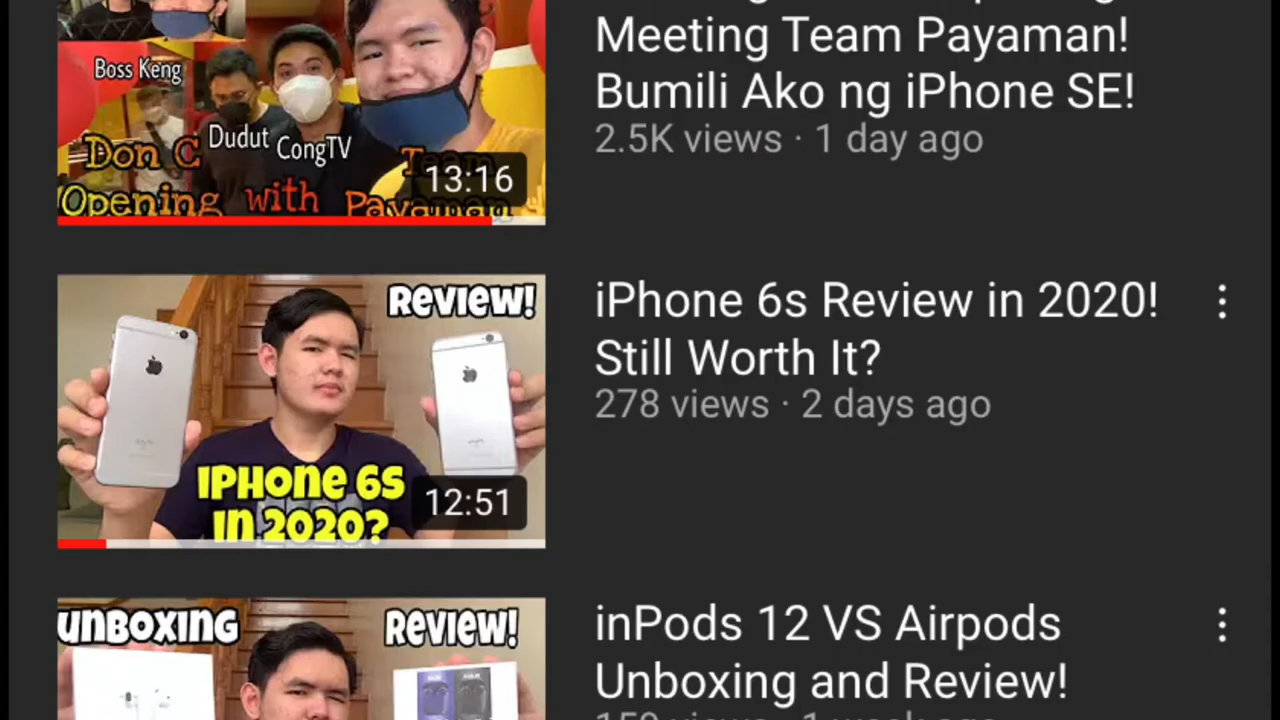 Meeting Team Payaman!
Bumili Ako ng iPhone SE!
2.5K views · 1 day ago
Boss Keng
Dudut
CongTV
Don C
Opening with Payaman
13:16
iPhone 6s Review in 2020!
Still Worth It?
278 views · 2 days ago
Review!
iPhone 6s
in 2020?
12:51
inPods 12 VS Airpods
Unboxing and Review!
unboxing
Review!